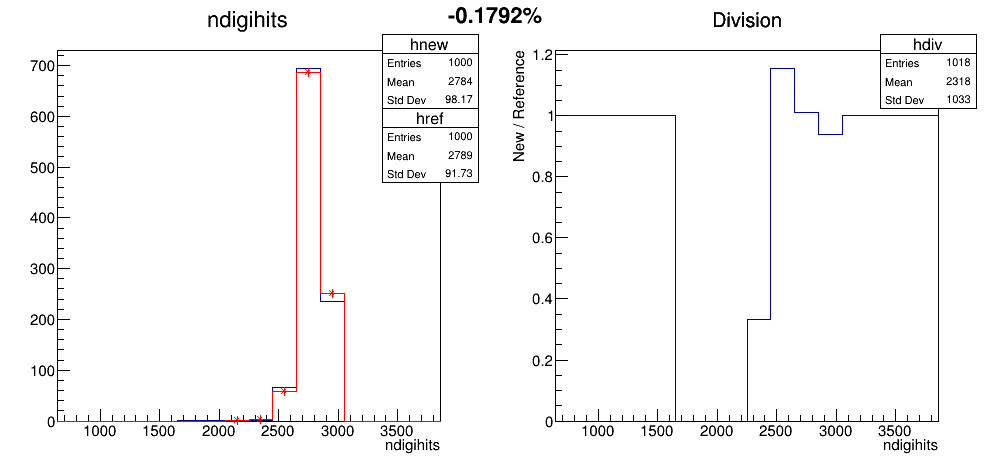 -0.1792%
ndigihits
hnew
Entries 1000
Mean 2784
Std Dev 98.17
href
Entries 1000
Mean 2789
Std Dev 91.73
700
600
500
400
300
200
100
0
1000 1500 2000 2500 3000 3500
ndigihits
Division
hdiv
Entries 1018
Mean 2318
Std Dev 1033
New / Reference
1.2
1
0.8
0.6
0.4
0.2
0
1000 1500 2000 2500 3000 3500
ndigihits